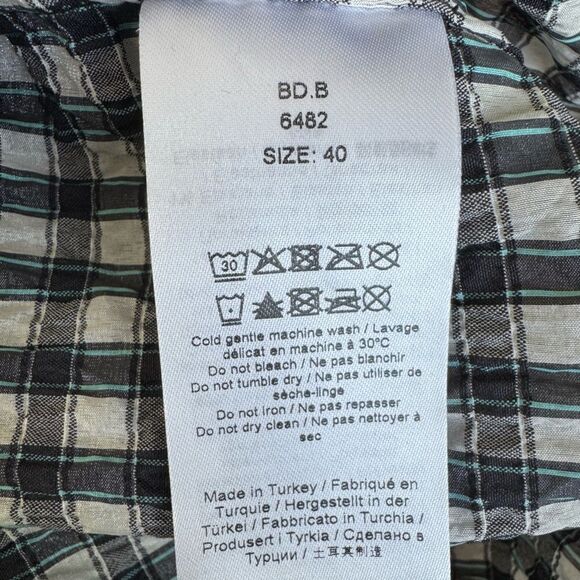 BD.B
6482
SIZE: 40
30
Cold gentle machine wash / Lavage
délicat en machine à 30°C
Do not bleach / Ne pas blanchir
Do not tumble dry / Ne pas utiliser de
sèche-linge
Do not iron / Ne pas repasser
Do not dry clean / Ne pas nettoyer à
sec
Made in Turkey / Fabriqué en
Turquie / Hergestellt in der
Türkei / Fabbricato in Turchia /
Produsert i Tyrkia / Сделано в
Турции / 土耳其制造